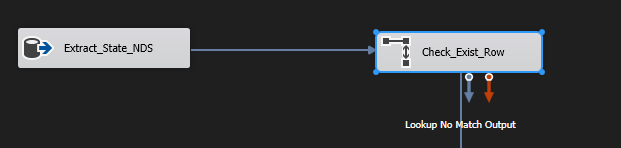 Extract_State_NDS
Check_Exist_Row
Lookup No Match Output